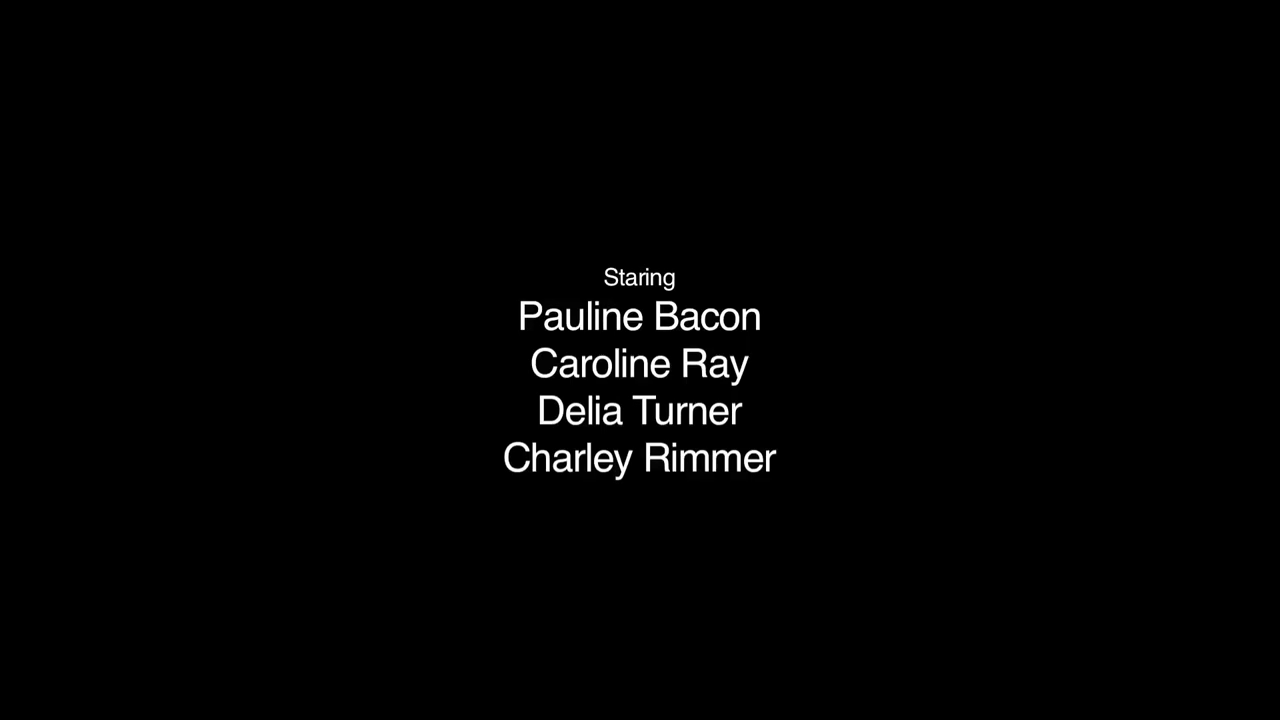 Staring
Pauline Bacon
Caroline Ray
Delia Turner
Charley Rimmer